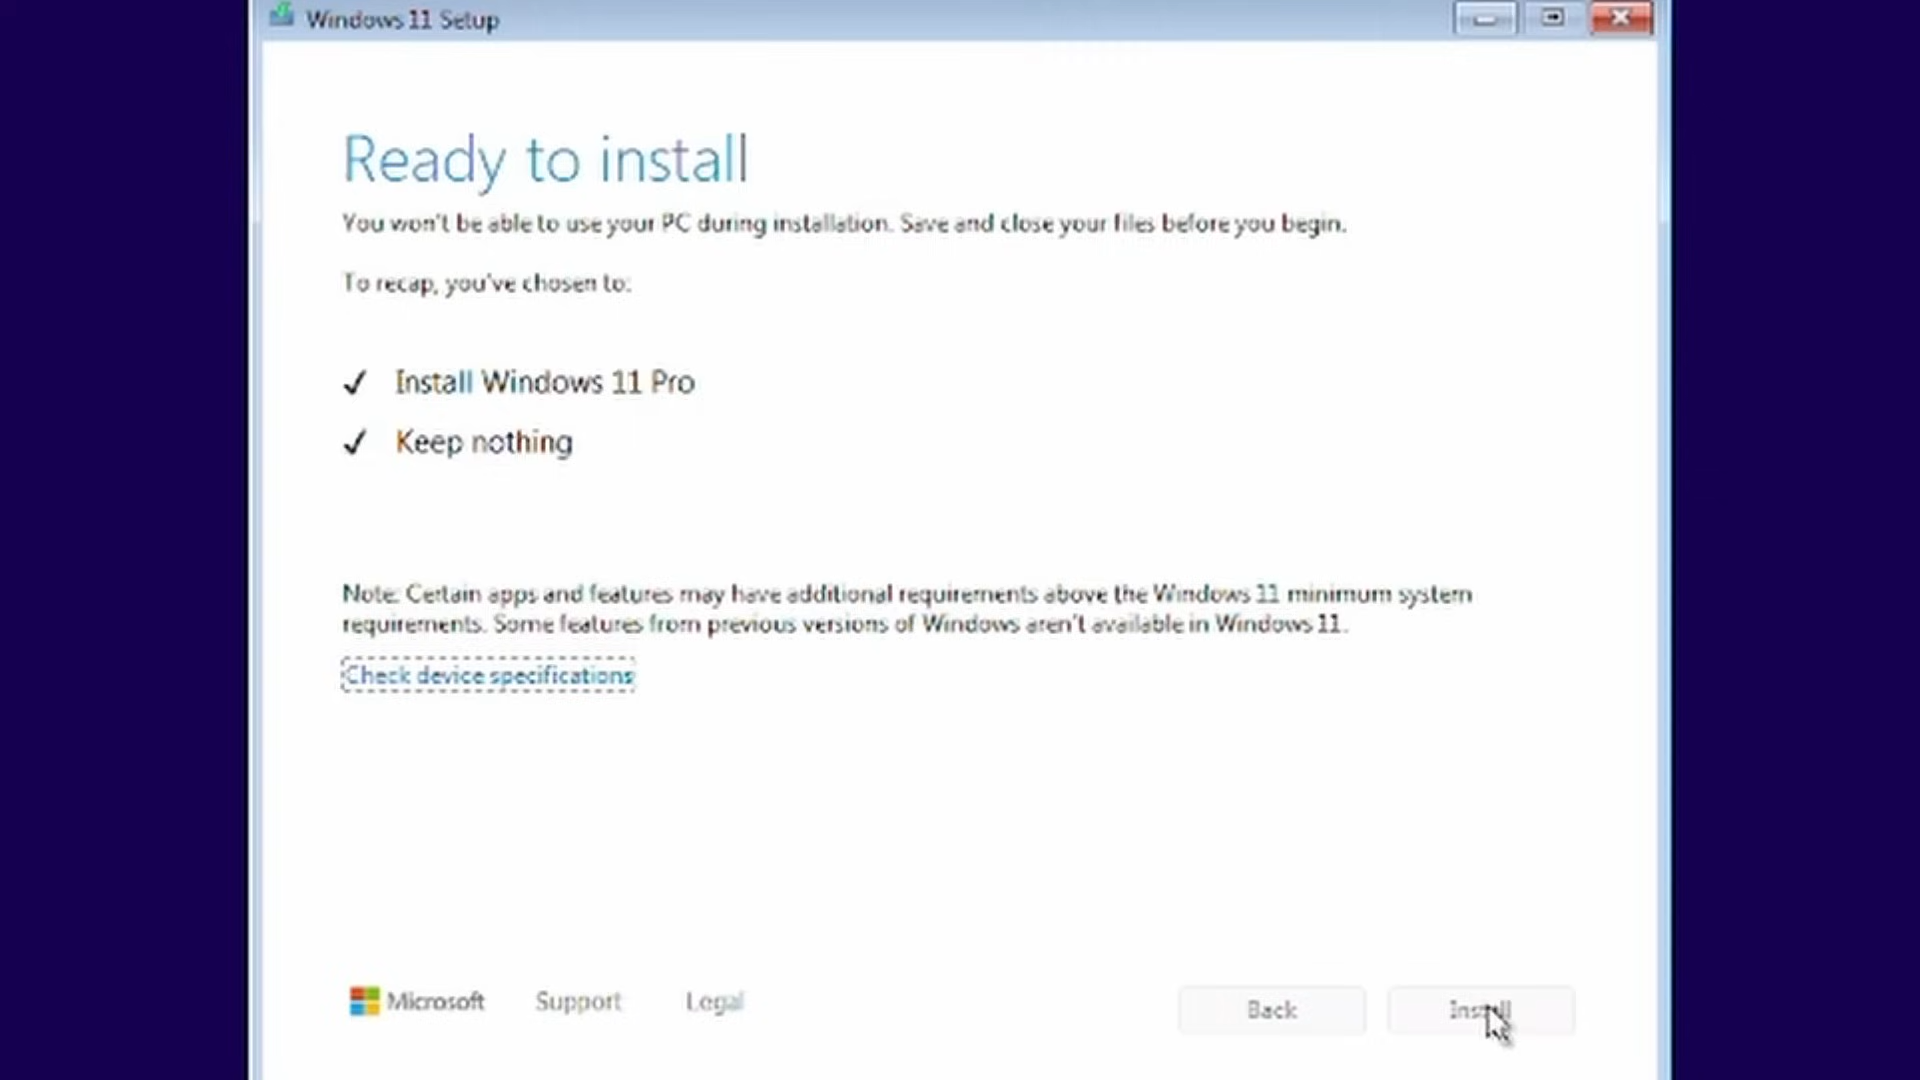 Windows 11 Setup
Ready to install
You won't be able to use your PC during installation. Save and close your files before you begin.
To recap, you've chosen to:
Install Windows 11 Pro
Keep nothing
Note: Certain apps and features may have additional requirements above the Windows 11 minimum system
requirements. Some features from previous versions of Windows aren't available in Windows 11.
Check device specifications
Microsoft Support Legal
Back Install